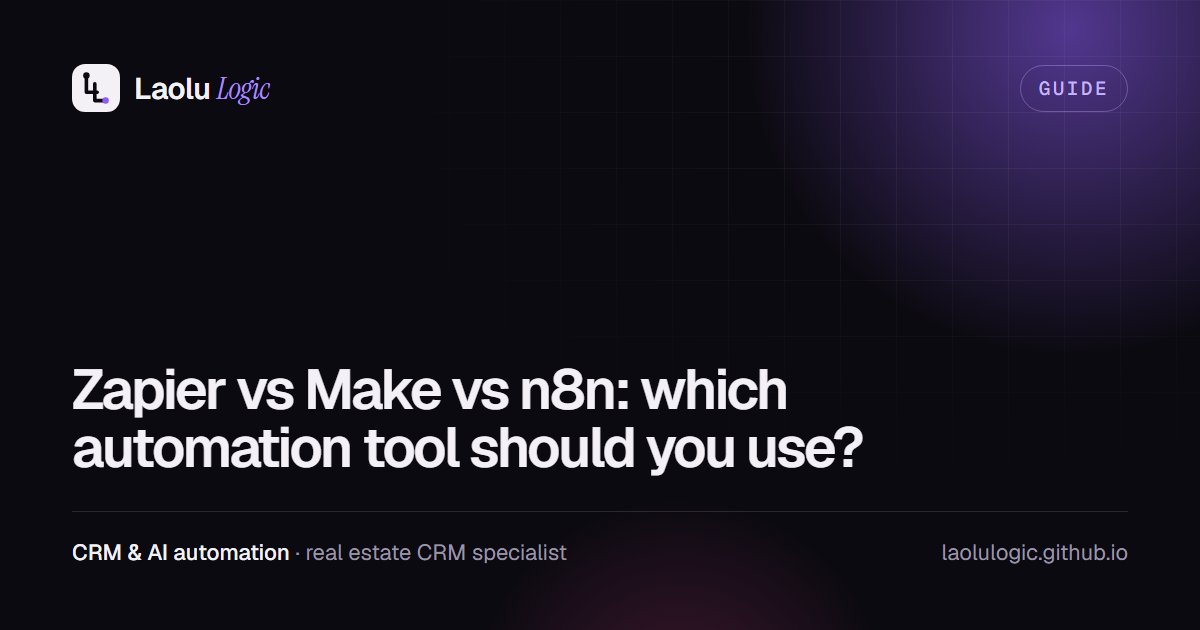 Laolu Logic
GUIDE
Zapier vs Make vs n8n: which
automation tool should you use?
CRM & AI automation · real estate CRM specialist
laolulogic.github.io